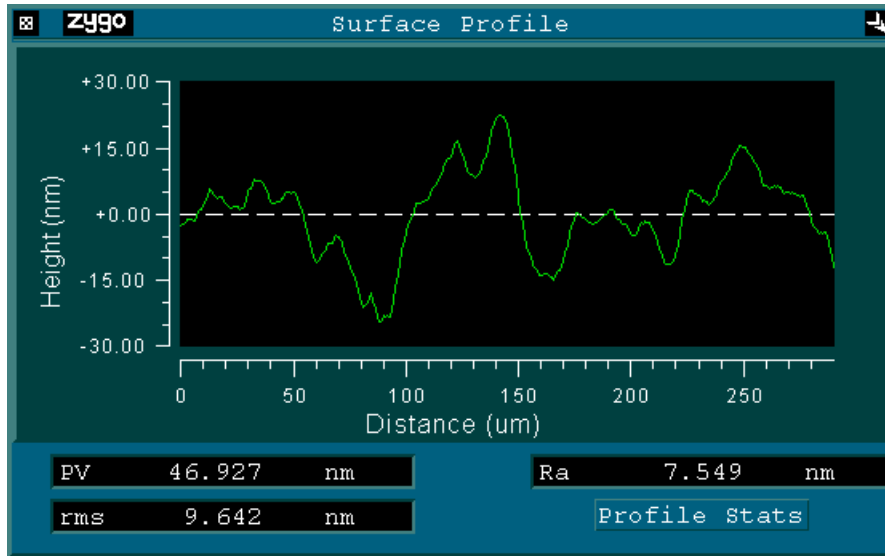 zygo Surface Profile
+30.00
+15.00
+0.00
-15.00
-30.00
Height (nm)
0 50 100 150 200 250
Distance (um)
PV 46.927 nm Ra 7.549 nm
rms 9.642 nm Profile Stats